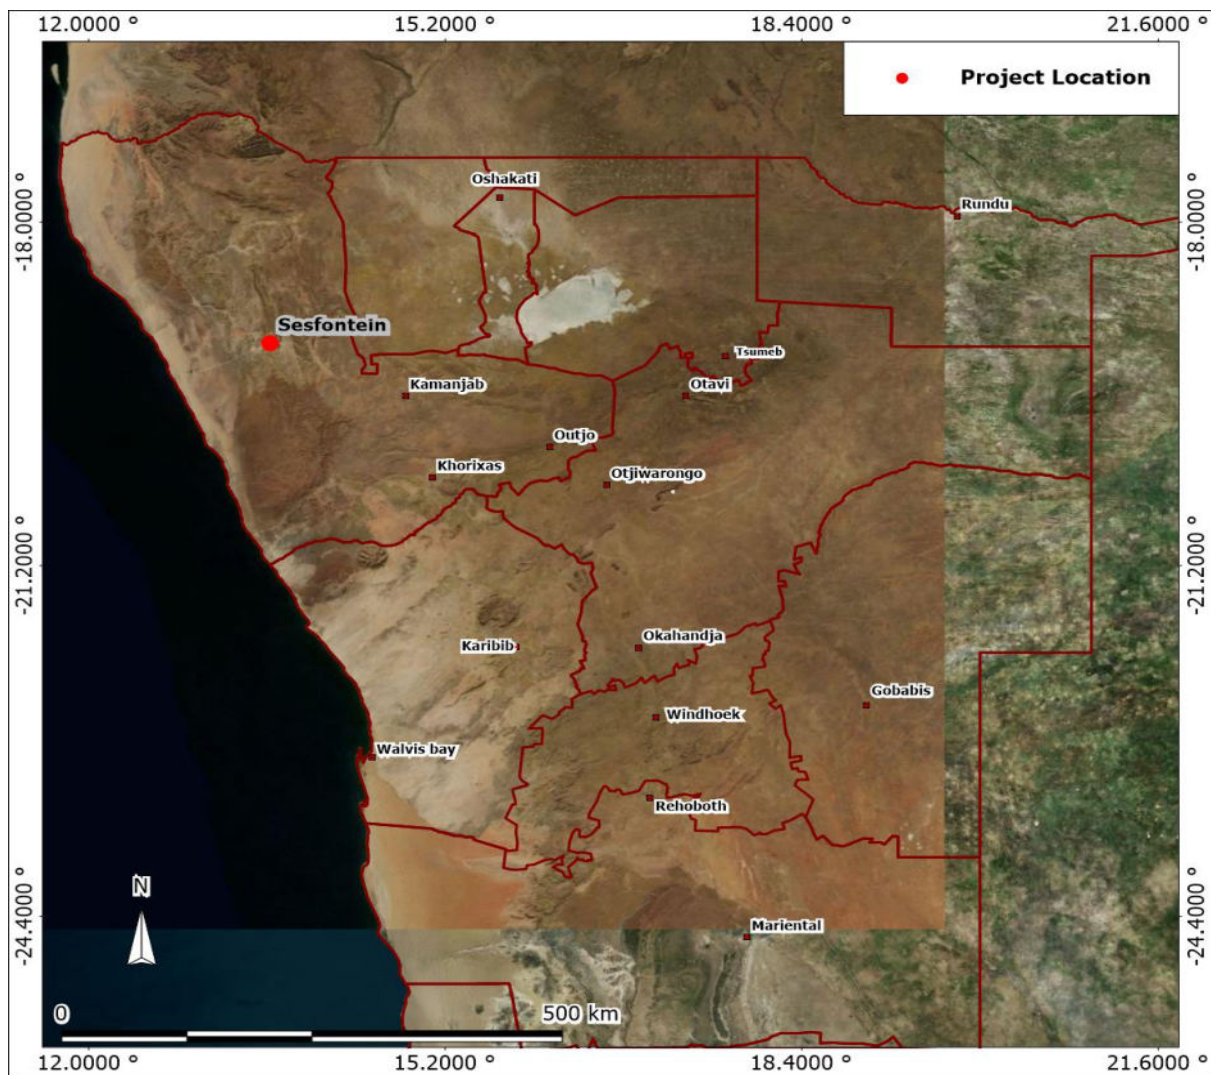 12.0000 °
15.2000 °
18.4000 °
21.6000 °
Project Location
Oshakati
Rundu
-18.0000 °
-18.0000 °
Sesfontein
Tsumeb
Kamanjab
Otavi
Outjo
Khorixas
Otjiwarongo
-21.2000 °
-21.2000 °
Karibib
Okahandja
Gobabis
Windhoek
Walvis bay
Rehoboth
N
Mariental
-24.4000 °
-24.4000 °
0
500 km
12.0000 °
15.2000 °
18.4000 °
21.6000 °